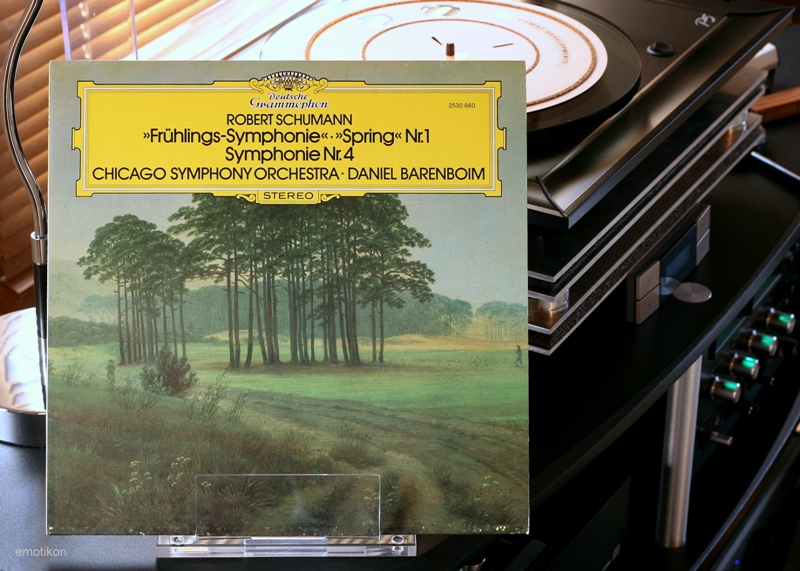 Deutsche
Grammophon
2530 660
ROBERT SCHUMANN
»Frühlings-Symphonie«·»Spring« Nr.1
Symphonie Nr. 4
CHICAGO SYMPHONY ORCHESTRA · DANIEL BARENBOIM
STEREO
emotikon